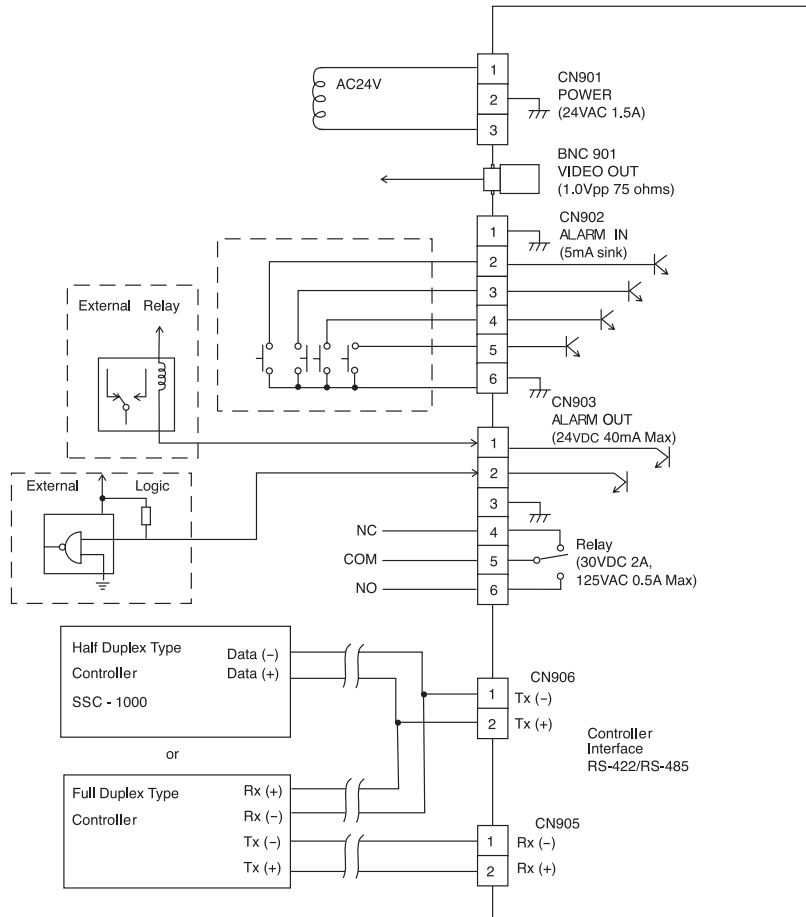 AC24V
1
2
3
CN901
POWER
(24VAC 1.5A)
BNC 901
VIDEO OUT
(1.0Vpp 75 ohms)
1
2
3
4
5
6
CN902
ALARM IN
(5mA sink)
External Relay
CN903
ALARM OUT
(24VDC 40mA Max)
1
2
3
4
5
6
External Logic
NC
COM
NO
Relay
(30VDC 2A,
125VAC 0.5A Max)
Half Duplex Type
Controller
SSC - 1000
Data (−)
Data (+)
CN906
1 Tx (−)
2 Tx (+)
or
Controller
Interface
RS-422/RS-485
Full Duplex Type
Controller
Rx (+)
Rx (−)
Tx (−)
Tx (+)
CN905
1 Rx (−)
2 Rx (+)